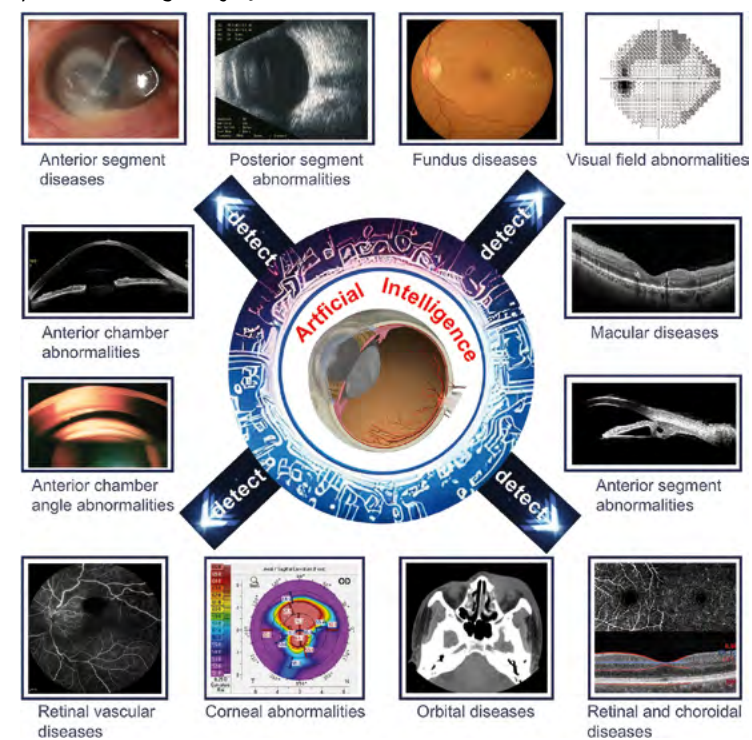 Anterior segment
diseases
Posterior segment
abnormalities
Fundus diseases
Visual field abnormalities
detect
detect
Anterior chamber
abnormalities
Artficial Intelligence
Macular diseases
Anterior chamber
angle abnormalities
Anterior segment
abnormalities
detect
detect
OD
Retinal vascular
diseases
Corneal abnormalities
Orbital diseases
Retinal and choroidal
diseases